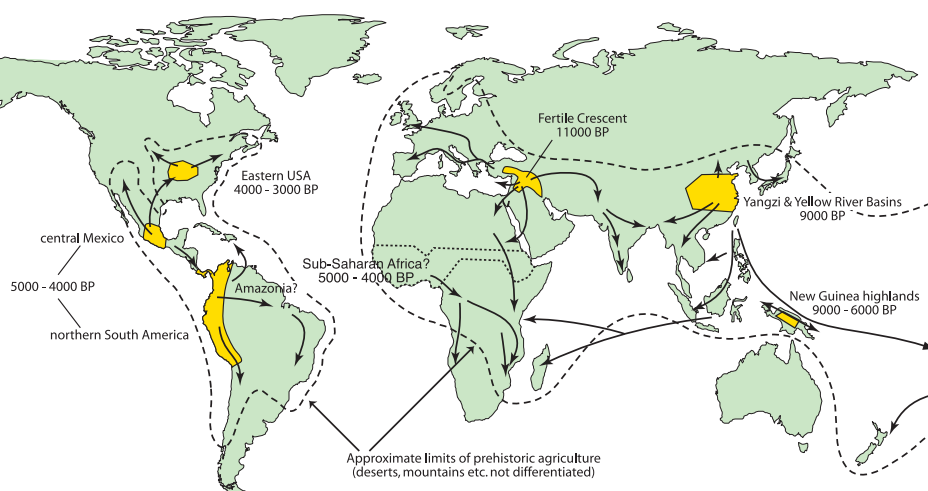 Fertile Crescent
11000 BP
Eastern USA
4000 - 3000 BP
Yangzi & Yellow River Basins
9000 BP
central Mexico
5000 - 4000 BP
northern South America
Amazonia?
Sub-Saharan Africa?
5000 - 4000 BP
New Guinea highlands
9000 - 6000 BP
Approximate limits of prehistoric agriculture
(deserts, mountains etc. not differentiated)